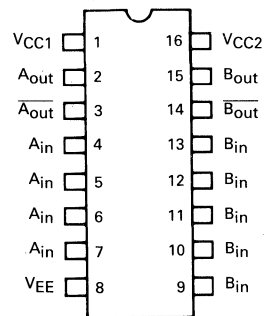 VCC1 1 16 VCC2
Aout 2 15 Bout
Aout 3 14 Bout
Ain 4 13 Bin
Ain 5 12 Bin
Ain 6 11 Bin
Ain 7 10 Bin
VEE 8 9 Bin